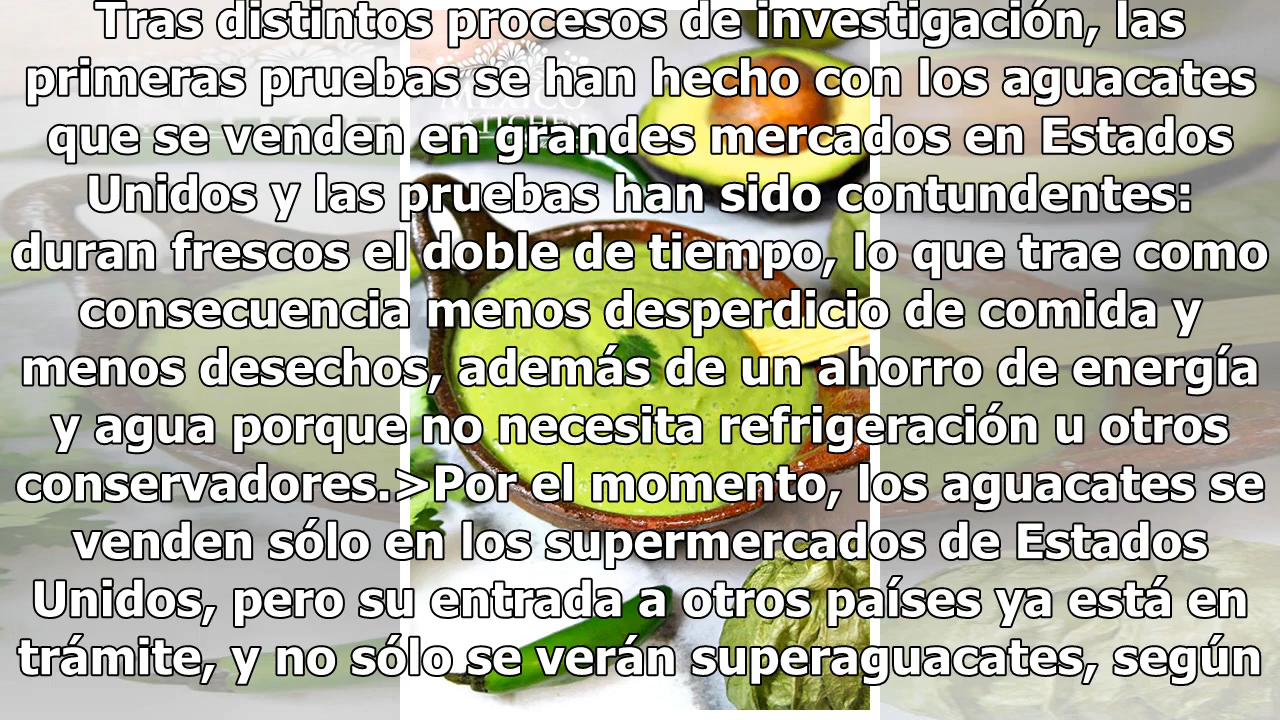 Tras distintos procesos de investigación, las
primeras pruebas se han hecho con los aguacates
que se venden en grandes mercados en Estados
Unidos y las pruebas han sido contundentes:
duran frescos el doble de tiempo, lo que trae como
consecuencia menos desperdicio de comida y
menos desechos, además de un ahorro de energía
y agua porque no necesita refrigeración u otros
conservadores.>Por el momento, los aguacates se
venden sólo en los supermercados de Estados
Unidos, pero su entrada a otros países ya está en
trámite, y no sólo se verán superaguacates, según
MEXICO
KITCHEN